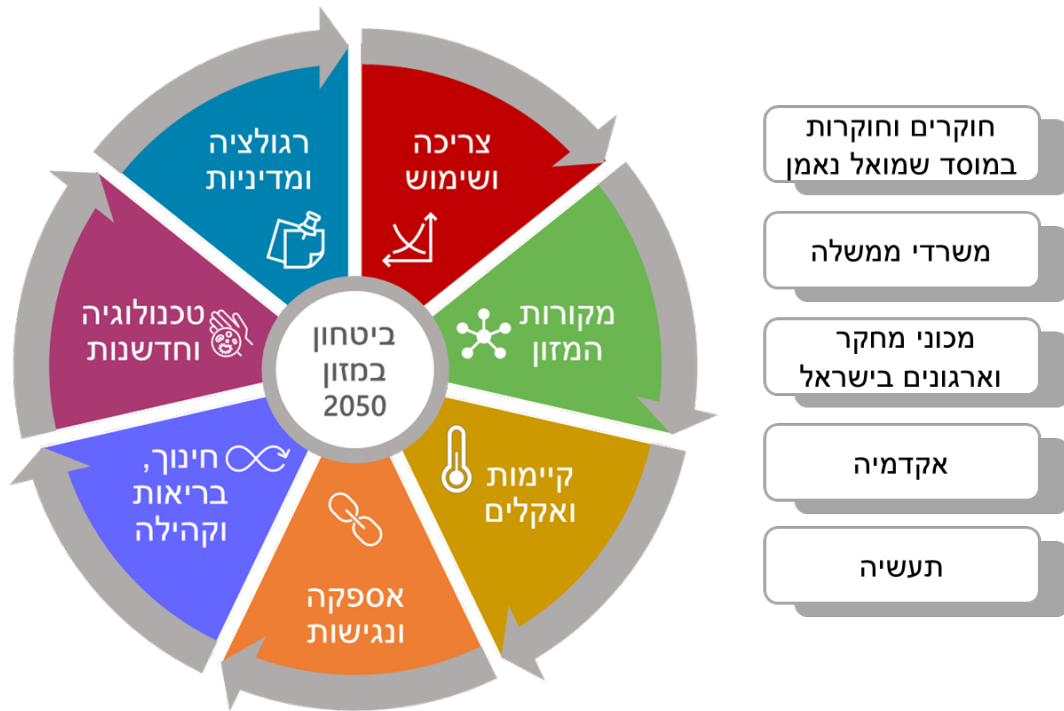 צריכה
ושימוש
מקורות
המזון
קיימות
ואקלים
אספקה
ונגישות
חינוך,
בריאות
וקהילה
טכנולוגיה
וחדשנות
רגולציה
ומדיניות
ביטחון
במזון
2050
חוקרים וחוקרות
במוסד שמואל נאמן
משרדי ממשלה
מכוני מחקר
וארגונים בישראל
אקדמיה
תעשיה